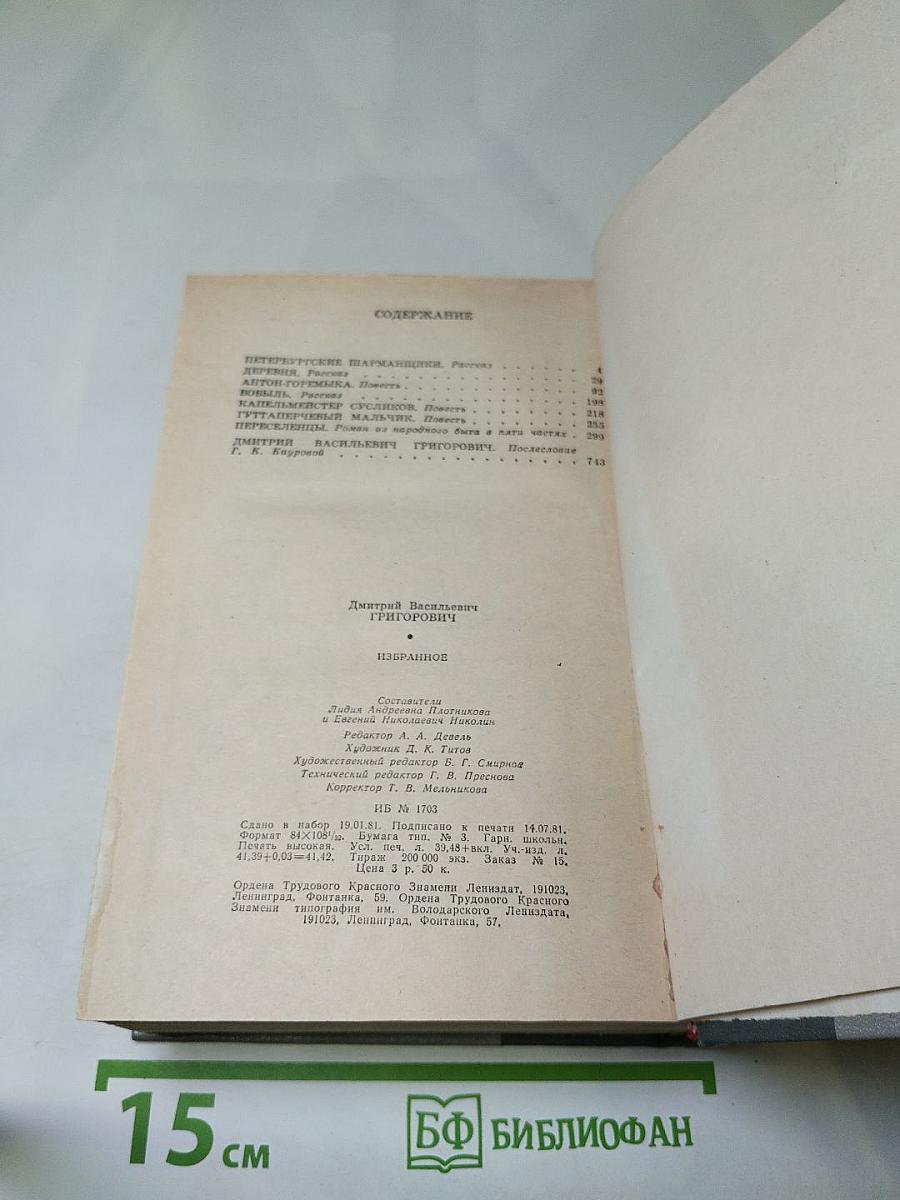 СОДЕРЖАНИЕ
ПЕТЕРБУРГСКИЕ ШАРМАНЩИКИ. Рассказ . . . . . . 4
ДЕРЕВНЯ. Рассказ . . . . . . . . . . . . 29
АНТОН-ГОРЕМЫКА. Повесть . . . . . . . . . . 92
БОБЫЛЬ. Рассказ . . . . . . . . . . . . 198
КАПЕЛЬМЕЙСТЕР СУСЛИКОВ. Повесть . . . . . . . 218
ГУТТАПЕРЧЕВЫЙ МАЛЬЧИК. Повесть . . . . . . . 255
ПЕРЕСЕЛЕНЦЫ. Роман из народного быта в пяти частях . 299
ДМИТРИЙ ВАСИЛЬЕВИЧ ГРИГОРОВИЧ. Послесловие
Г. К. Кауровой . . . . . . . . . . . . . . 743
Дмитрий Васильевич
ГРИГОРОВИЧ
•
ИЗБРАННОЕ
Составители
Лидия Андреевна Плотникова
и Евгений Николаевич Николин
Редактор А. А. Девель
Художник Д. К. Титов
Художественный редактор Б. Г. Смирнов
Технический редактор Г. В. Преснова
Корректор Т. В. Мельникова
ИБ № 1703
Сдано в набор 19.01.81. Подписано к печати 14.07.81.
Формат 84×108¹/₃₂. Бумага тип. № 3. Гарн. школьн.
Печать высокая. Усл. печ. л. 39,48+вкл. Уч.-изд. л.
41,39+0,03=41,42. Тираж 200 000 экз. Заказ № 15.
Цена 3 р. 50 к.
Ордена Трудового Красного Знамени Лениздат, 191023,
Ленинград, Фонтанка, 59. Ордена Трудового Красного
Знамени типография им. Володарского Лениздата,
191023, Ленинград, Фонтанка, 57.
15 см
БФ БИБЛИОФАН